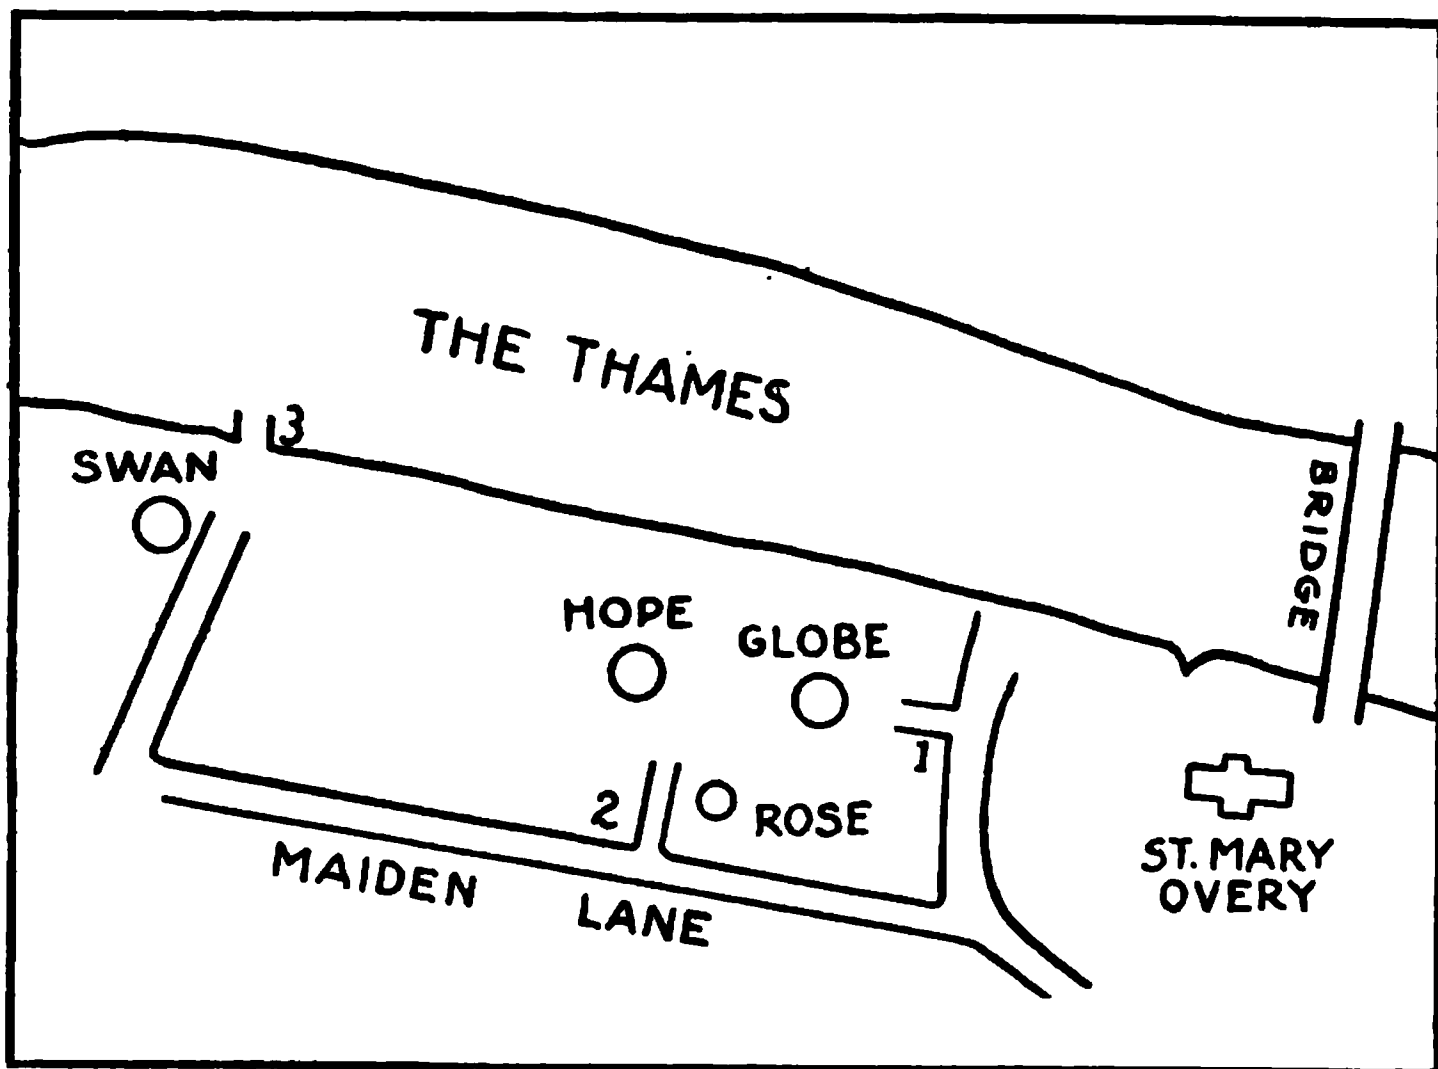 THE THAMES
3
SWAN
BRIDGE
HOPE
GLOBE
1
2
ROSE
MAIDEN LANE
ST. MARY
OVERY